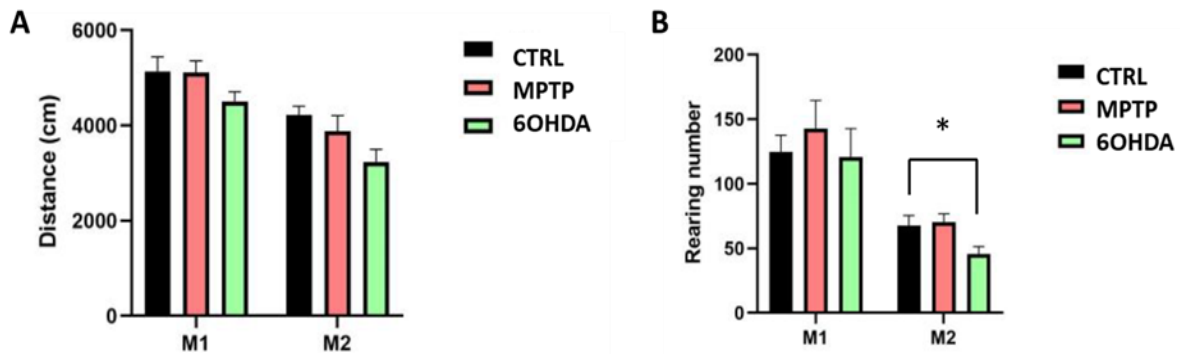 A
Distance (cm)
6000
4000
2000
0
M1 M2
CTRL
MPTP
6OHDA
B
Rearing number
200
150
100
50
0
*
M1 M2
CTRL
MPTP
6OHDA